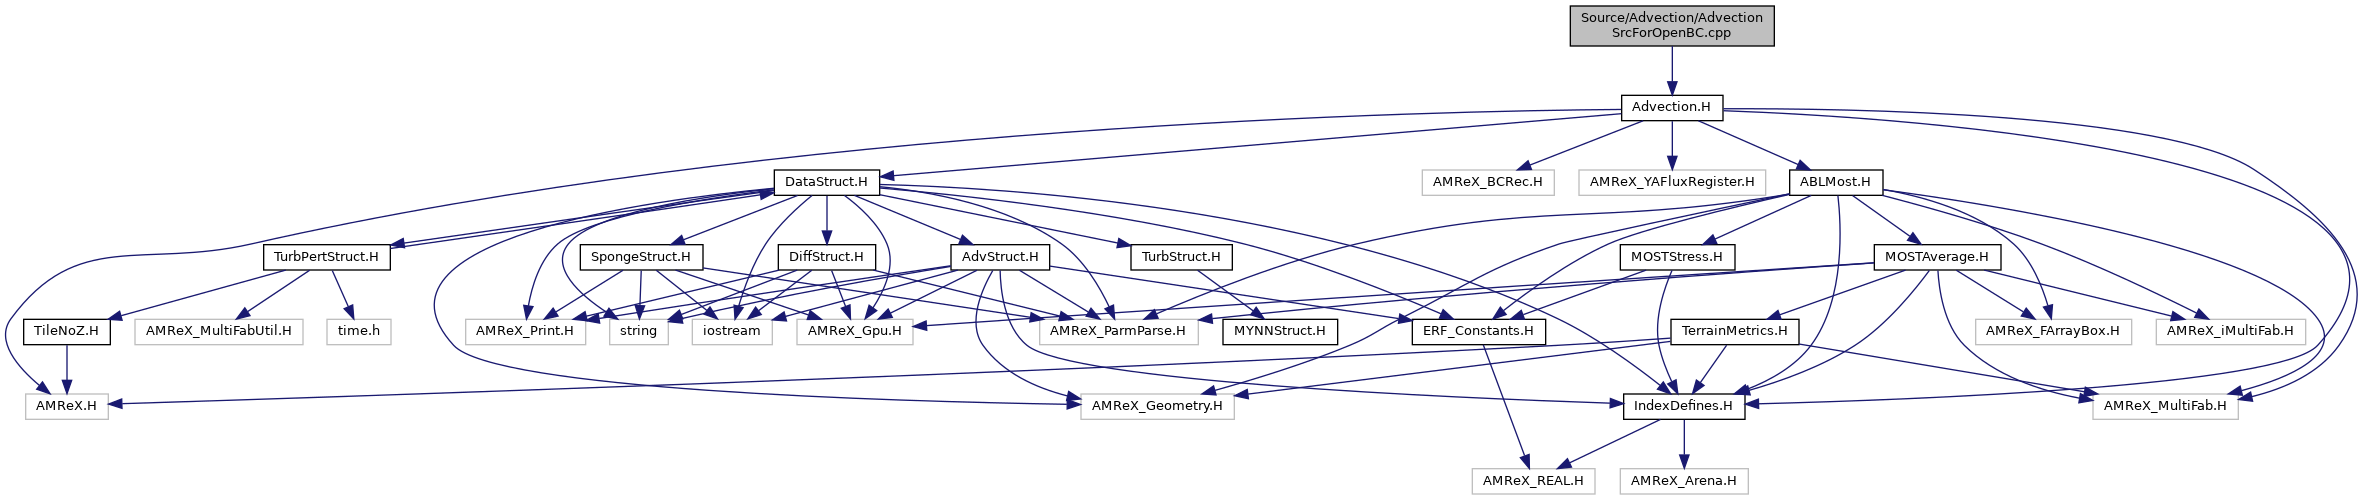 Source/Advection/Advection
SrcForOpenBC.cpp
Advection.H
DataStruct.H
AMReX_BCRec.H
AMReX_YAFluxRegister.H
ABLMost.H
TurbPertStruct.H
SpongeStruct.H
DiffStruct.H
AdvStruct.H
TurbStruct.H
MOSTStress.H
MOSTAverage.H
TileNoZ.H
AMReX_MultiFabUtil.H
time.h
AMReX_Print.H
string
iostream
AMReX_Gpu.H
AMReX_ParmParse.H
MYNNStruct.H
ERF_Constants.H
TerrainMetrics.H
AMReX_FArrayBox.H
AMReX_iMultiFab.H
AMReX.H
AMReX_Geometry.H
IndexDefines.H
AMReX_MultiFab.H
AMReX_REAL.H
AMReX_Arena.H